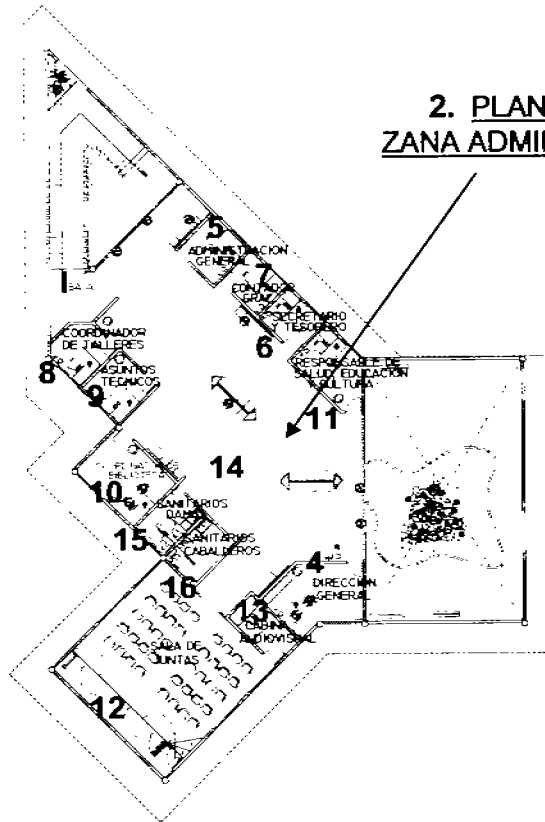 2. PLAN
ZANA ADMI
5
ADMINISTRACION
GENERAL
7
CONTADOR
GRAL
SECRETARIO
Y TESORERO
6
BAJA
COORDINADOR
DE TALLERES
RESPONSABLE DE
SALUD, EDUCACION
Y CULTURA
8
ASUNTOS
TECNICOS
9
11
14
10
SANITARIOS
DAMAS
15
SANITARIOS
CABALLEROS
4
16
DIRECCION
GENERAL
13
CABINA
AUDIOVISUAL
SALA DE
JUNTAS
12